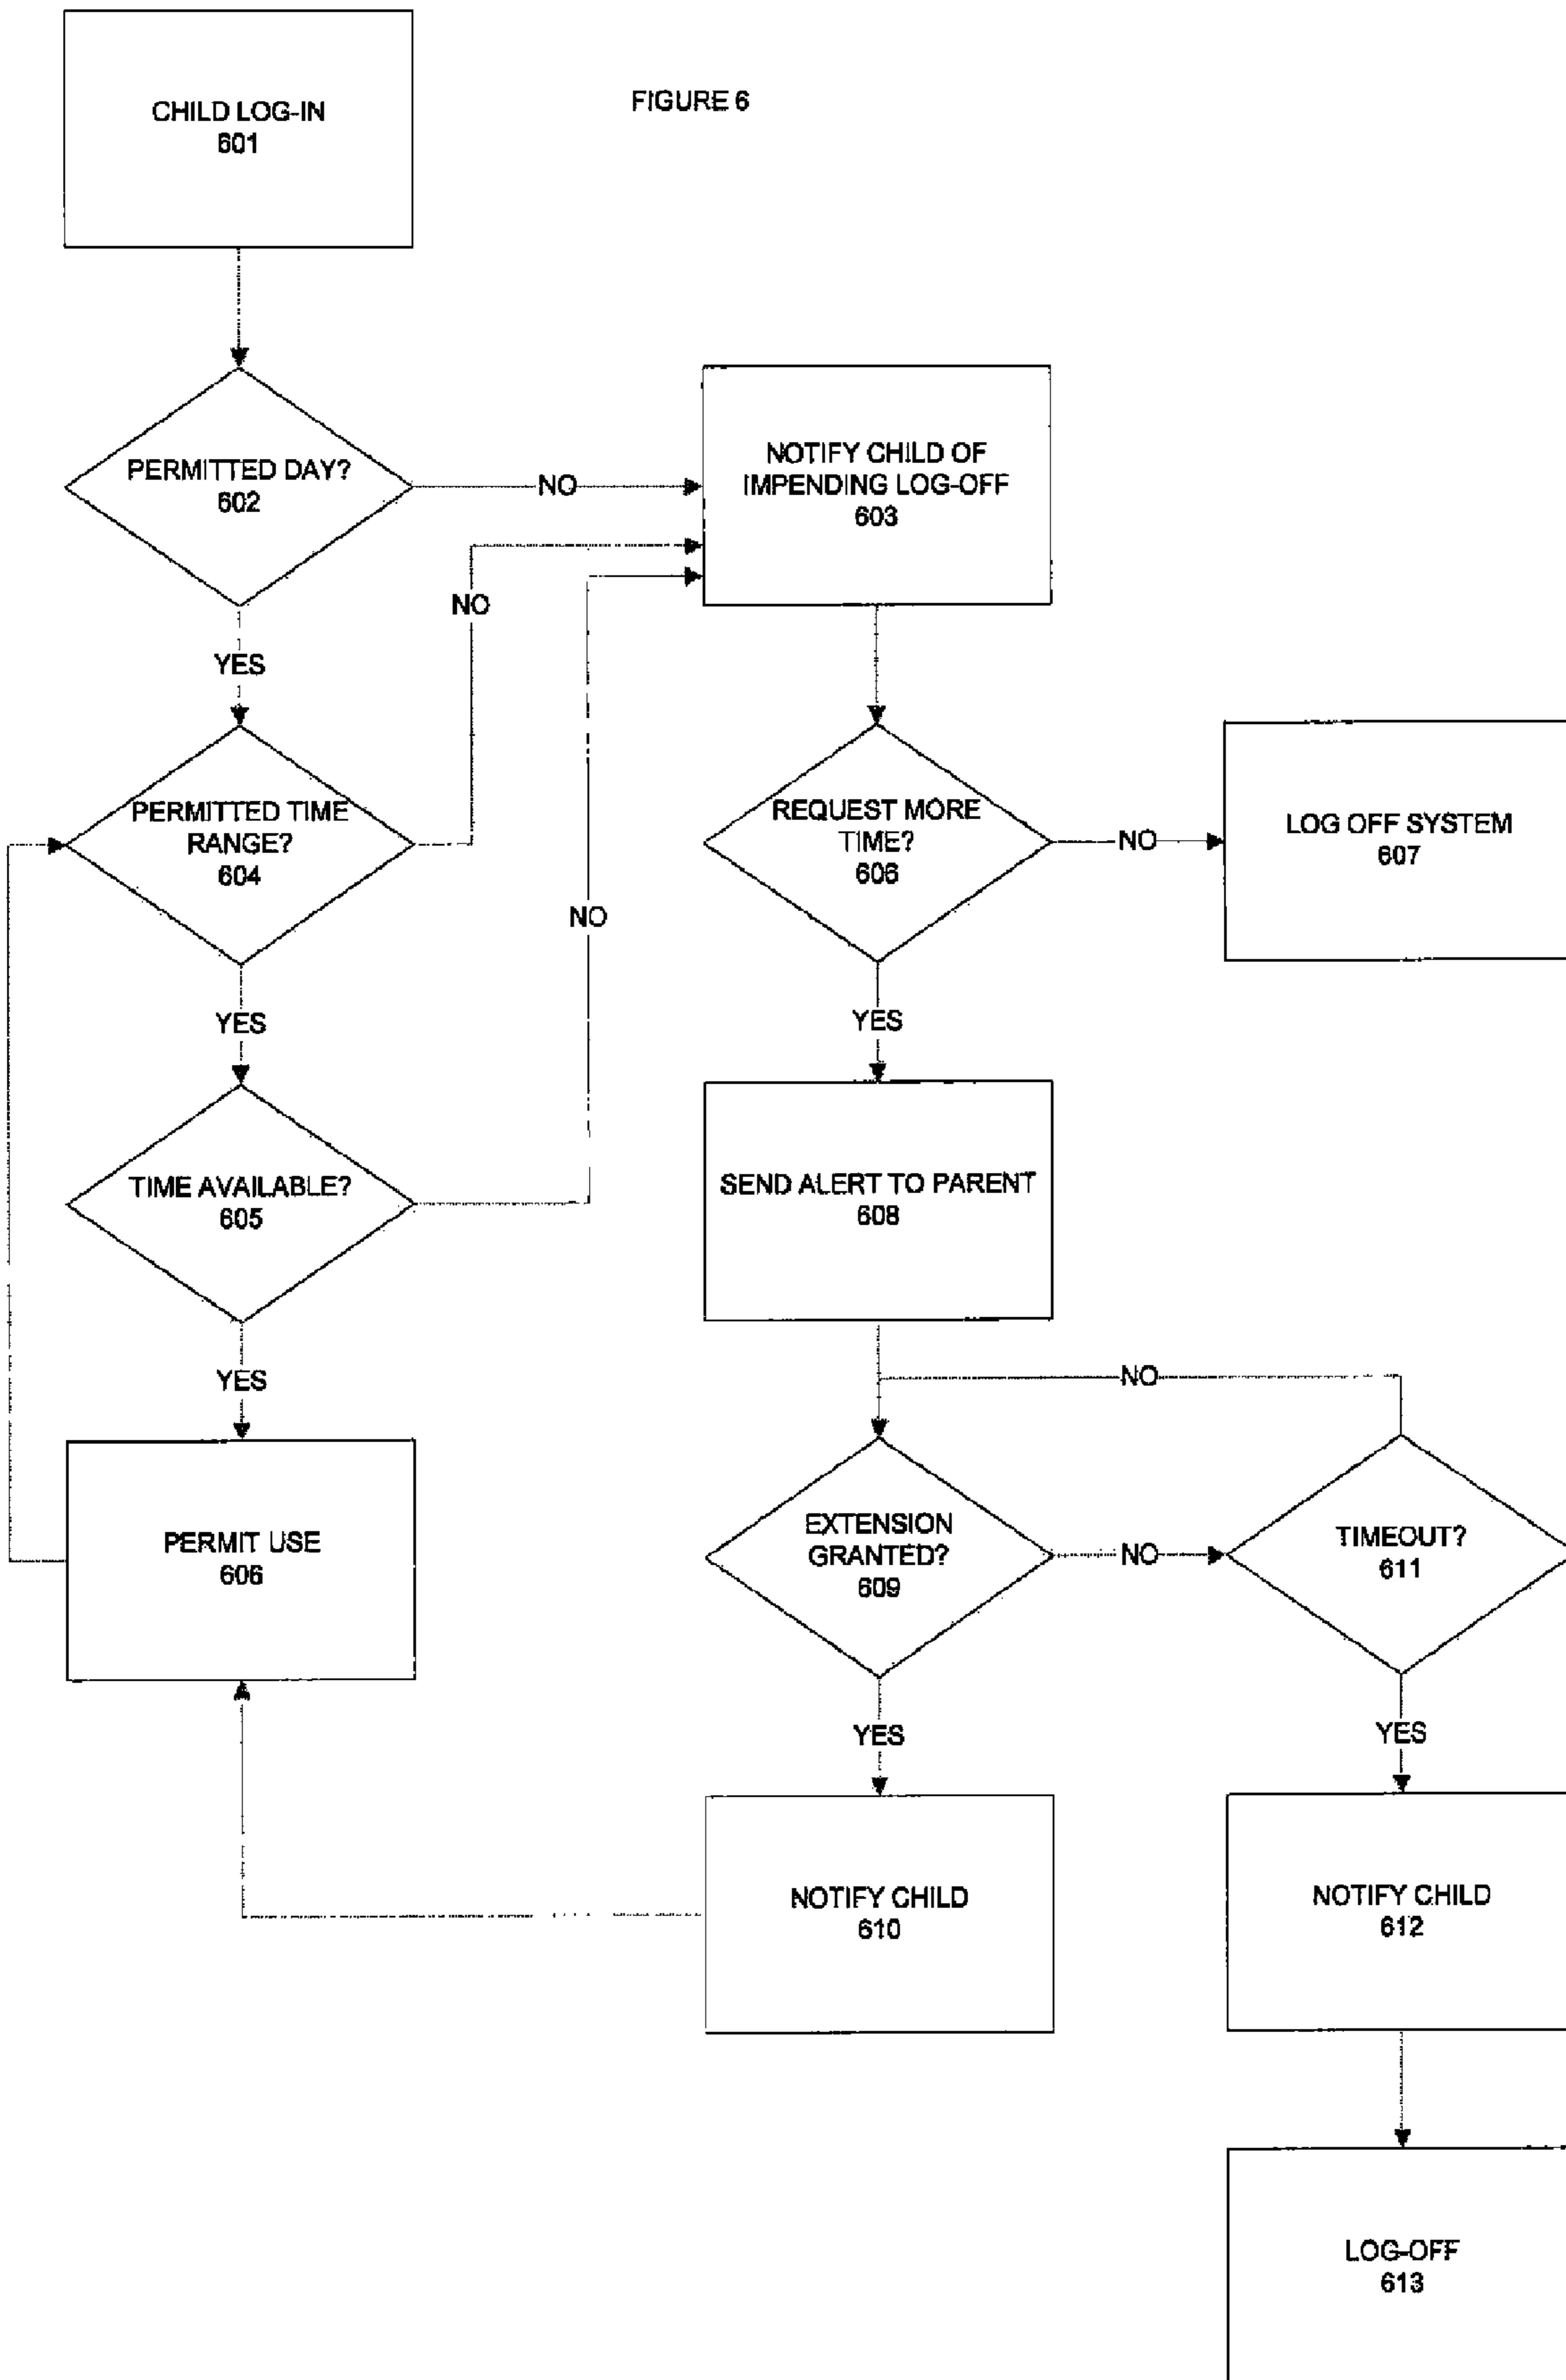 FIGURE 6
CHILD LOG-IN
601
PERMITTED DAY?
602
NO
NOTIFY CHILD OF
IMPENDING LOG-OFF
603
NO
YES
PERMITTED TIME
RANGE?
604
REQUEST MORE
TIME?
606
NO
LOG OFF SYSTEM
607
NO
YES
YES
TIME AVAILABLE?
605
SEND ALERT TO PARENT
608
YES
NO
PERMIT USE
606
EXTENSION
GRANTED?
609
NO
TIMEOUT?
611
YES
YES
NOTIFY CHILD
610
NOTIFY CHILD
612
LOG-OFF
613